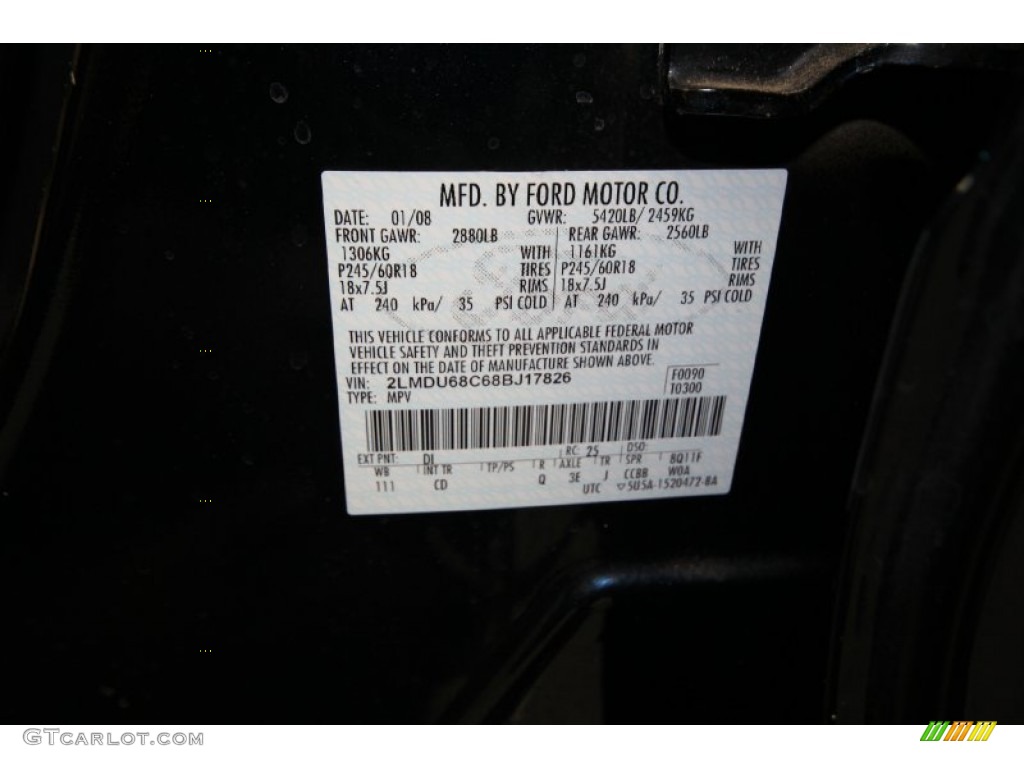 MFD. BY FORD MOTOR CO.
DATE: 01/08 GVWR: 5420LB/ 2459KG
FRONT GAWR: 2880LB REAR GAWR: 2560LB
1306KG WITH 1161KG WITH
P245/60R18 TIRES P245/60R18 TIRES
18x7.5J RIMS 18x7.5J RIMS
AT 240 kPa/ 35 PSI COLD AT 240 kPa/ 35 PSI COLD
THIS VEHICLE CONFORMS TO ALL APPLICABLE FEDERAL MOTOR
VEHICLE SAFETY AND THEFT PREVENTION STANDARDS IN
EFFECT ON THE DATE OF MANUFACTURE SHOWN ABOVE.
VIN: 2LMDU68C68BJ17826 F0090
TYPE: MPV T0300
EXT PNT: DI RC: 25 DSO:
WB INT TR TP/PS R AXLE TR SPR 8Q11F
111 CD Q 3E J CCBB W0A
UTC ▽5U5A-1520472-BA
GTCARLOT.COM